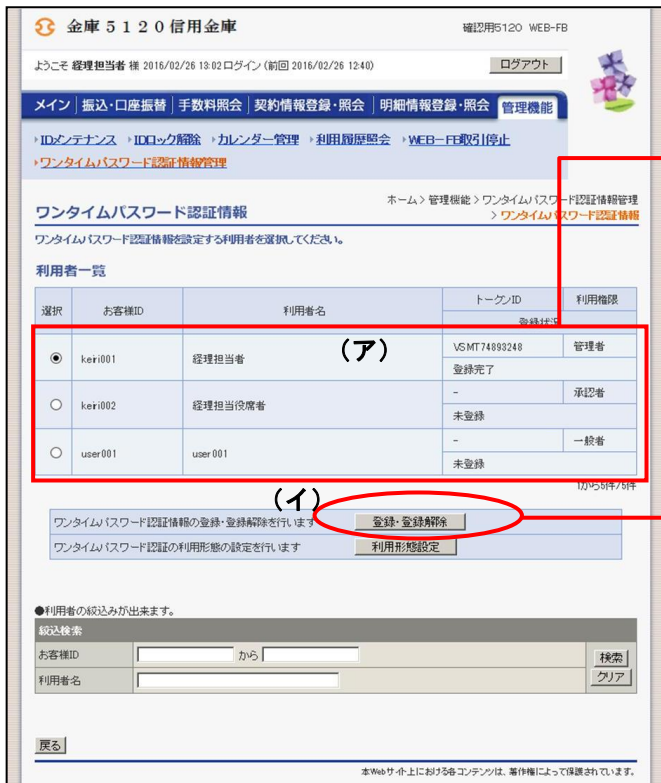 金庫５１２０信用金庫
確認用5120 WEB-FB
ようこそ 経理担当者 様 2016/02/26 13:02ログイン (前回 2016/02/26 12:40)
ログアウト
メイン 振込・口座振替 手数料照会 契約情報登録・照会 明細情報登録・照会 管理機能
IDメンテナンス IDロック解除 カレンダー管理 利用履歴照会 WEB－FB取引停止
ワンタイムパスワード認証情報管理
ワンタイムパスワード認証情報
ホーム > 管理機能 > ワンタイムパスワード認証情報管理
> ワンタイムパスワード認証情報
ワンタイムパスワード認証情報を設定する利用者を選択してください。
利用者一覧
選択 お客様ID 利用者名 トークンID 利用権限
登録状況
keiri001 経理担当者 VSMT74893248 管理者
登録完了
(ア)
keiri002 経理担当役席者 - 承認者
未登録
user001 user001 - 一般者
未登録
1から5件/5件
(イ)
ワンタイムパスワード認証情報の登録・登録解除を行います 登録・登録解除
ワンタイムパスワード認証の利用形態の設定を行います 利用形態設定
●利用者の絞込みが出来ます。
絞込検索
お客様ID から
検索
利用者名
クリア
戻る
本Webサイト上における各コンテンツは、著作権によって保護されています。